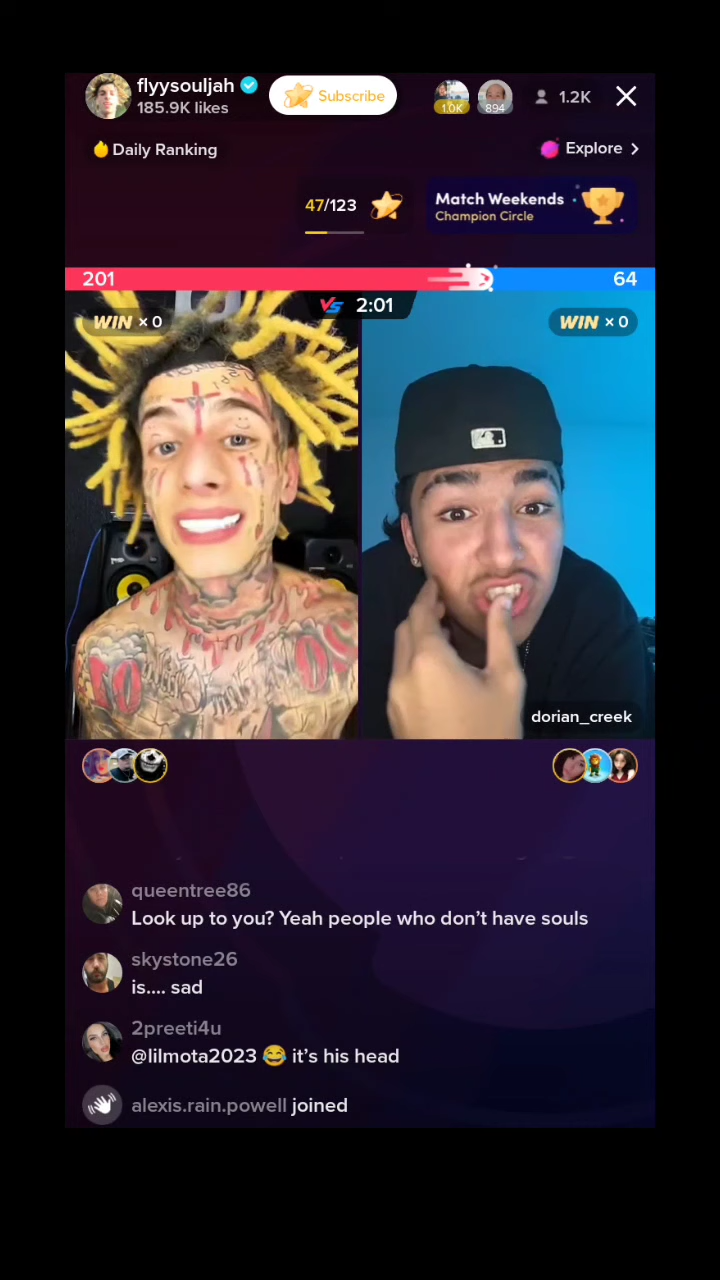 flyysouljah
185.9K likes
Subscribe
1.0K
894
1.2K
Daily Ranking
Explore
47/123
Match Weekends
Champion Circle
201
64
VS 2:01
WIN × 0
WIN × 0
dorian_creek
queentree86
Look up to you? Yeah people who don’t have souls
skystone26
is.... sad
2preeti4u
@lilmota2023 😂 it’s his head
alexis.rain.powell joined